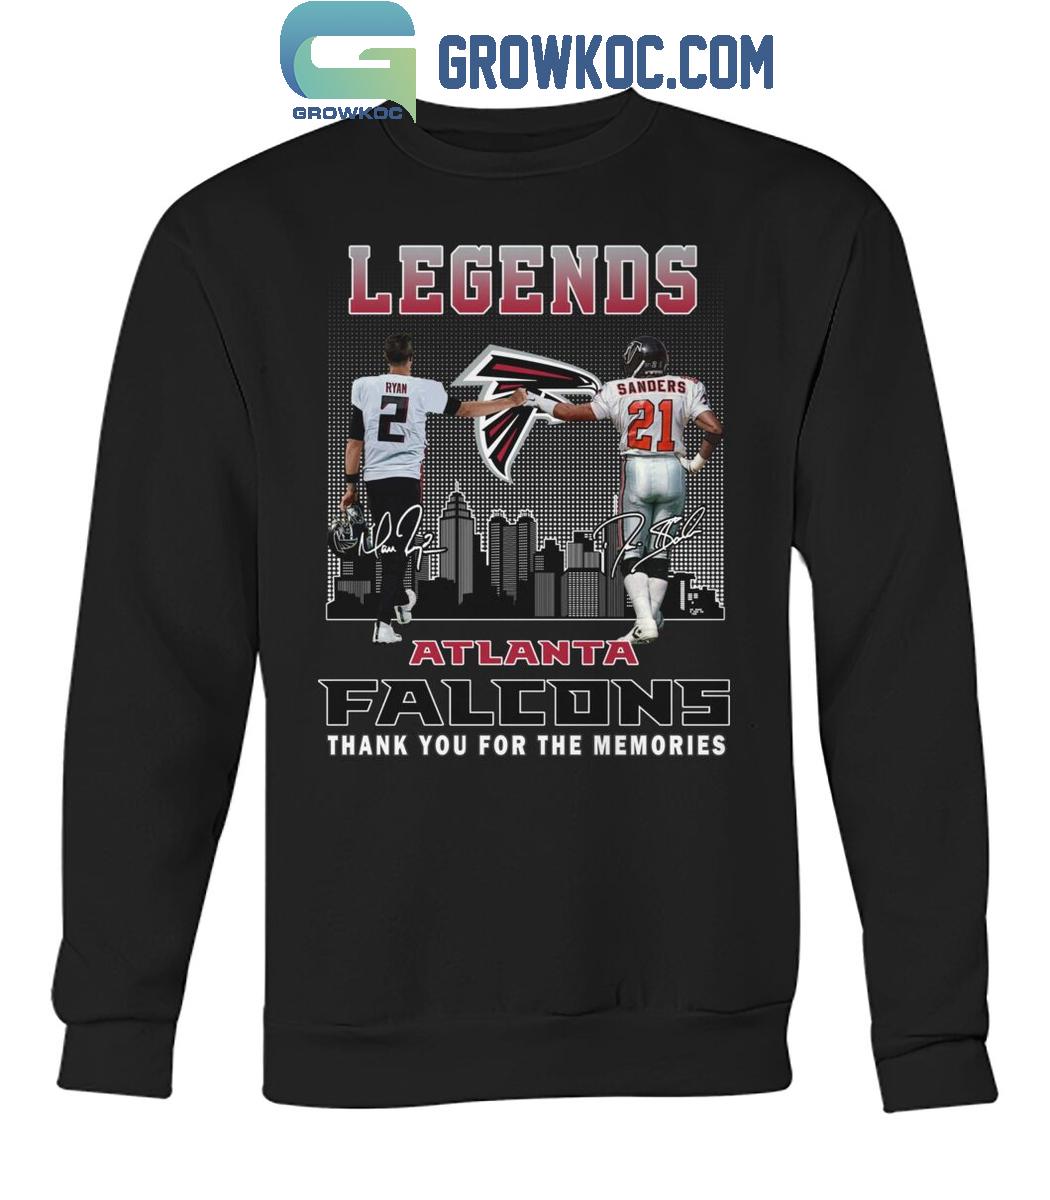 GROWKOC.COM
GROWKOC
LEGENDS
RYAN
2
SANDERS
21
ATLANTA
FALCONS
THANK YOU FOR THE MEMORIES